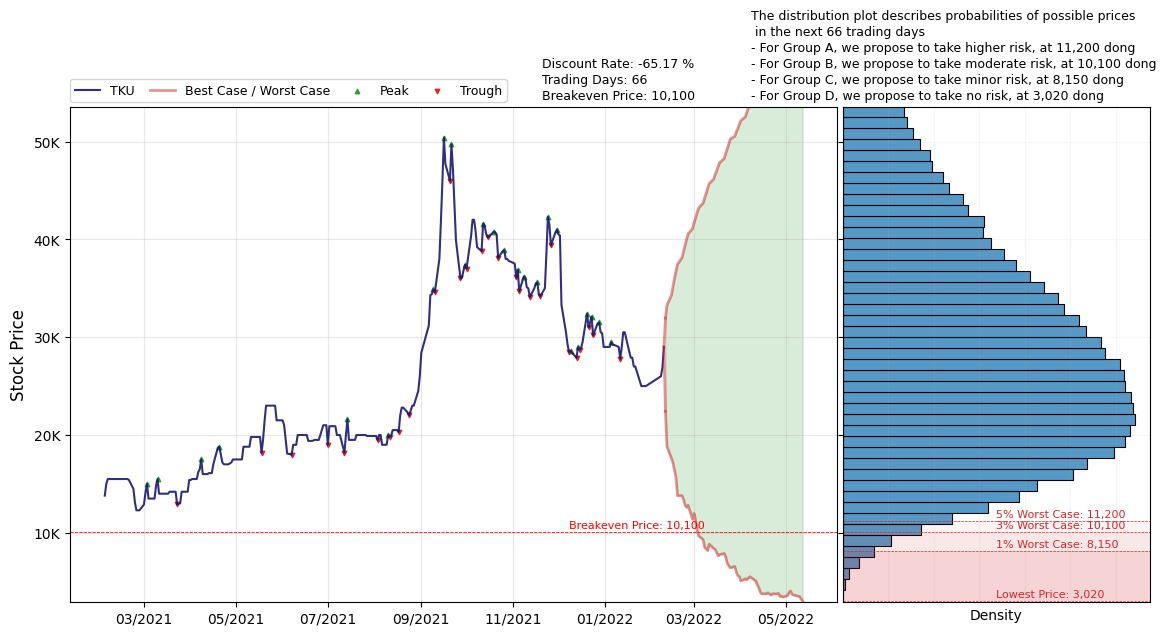 The distribution plot describes probabilities of possible prices
in the next 66 trading days
- For Group A, we propose to take higher risk, at 11,200 dong
- For Group B, we propose to take moderate risk, at 10,100 dong
- For Group C, we propose to take minor risk, at 8,150 dong
- For Group D, we propose to take no risk, at 3,020 dong
Discount Rate: -65.17 %
Trading Days: 66
Breakeven Price: 10,100
TKU
Best Case / Worst Case
Peak
Trough
Stock Price
50K
40K
30K
20K
10K
Breakeven Price: 10,100
5% Worst Case: 11,200
3% Worst Case: 10,100
1% Worst Case: 8,150
Lowest Price: 3,020
03/2021
05/2021
07/2021
09/2021
11/2021
01/2022
03/2022
05/2022
Density